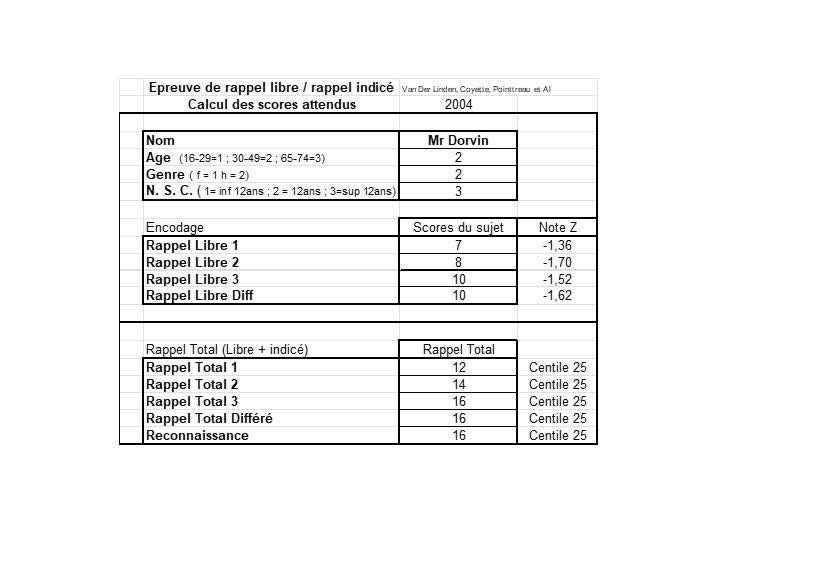 Epreuve de rappel libre / rappel indicé Van Der Linden, Coyette, Pointtreau et Al
Calcul des scores attendus 2004
Nom Mr Dorvin
Age (16-29=1 ; 30-49=2 ; 65-74=3) 2
Genre ( f = 1 h = 2) 2
N. S. C. ( 1= inf 12ans ; 2 = 12ans ; 3=sup 12ans) 3
Encodage Scores du sujet Note Z
Rappel Libre 1 7 -1,36
Rappel Libre 2 8 -1,70
Rappel Libre 3 10 -1,52
Rappel Libre Diff 10 -1,62
Rappel Total (Libre + indicé) Rappel Total
Rappel Total 1 12 Centile 25
Rappel Total 2 14 Centile 25
Rappel Total 3 16 Centile 25
Rappel Total Différé 16 Centile 25
Reconnaissance 16 Centile 25